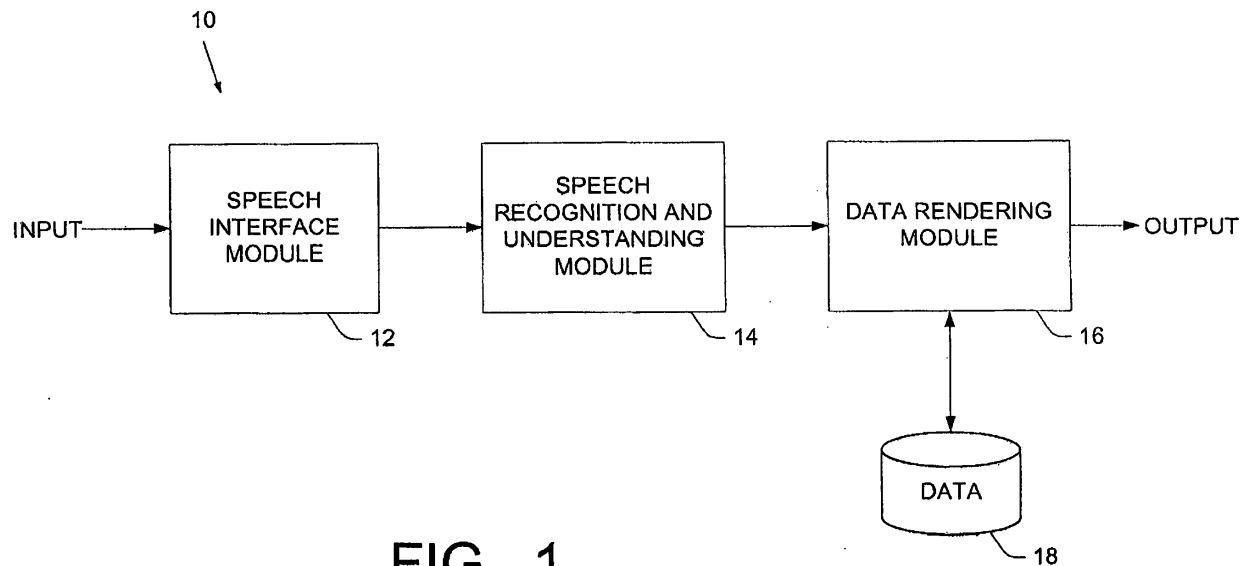 10
INPUT
SPEECH
INTERFACE
MODULE
12
SPEECH
RECOGNITION AND
UNDERSTANDING
MODULE
14
DATA RENDERING
MODULE
16
OUTPUT
DATA
18
FIG. 1